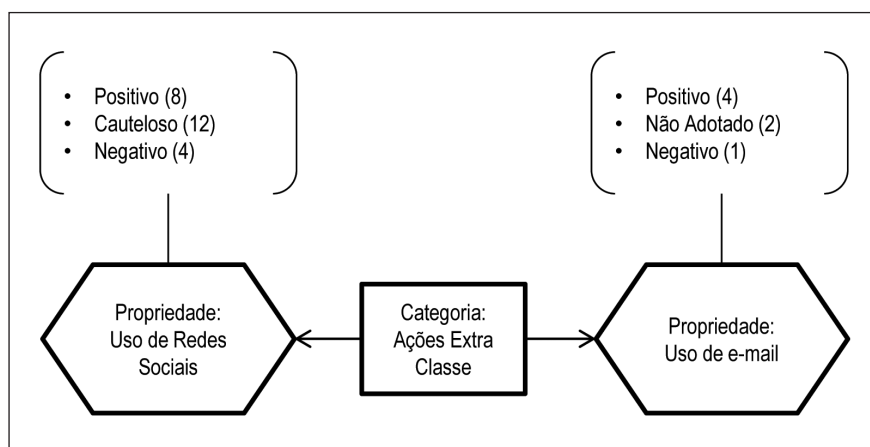 • Positivo (8)
• Cauteloso (12)
• Negativo (4)
• Positivo (4)
• Não Adotado (2)
• Negativo (1)
Propriedade:
Uso de Redes
Sociais
Categoria:
Ações Extra
Classe
Propriedade:
Uso de e-mail